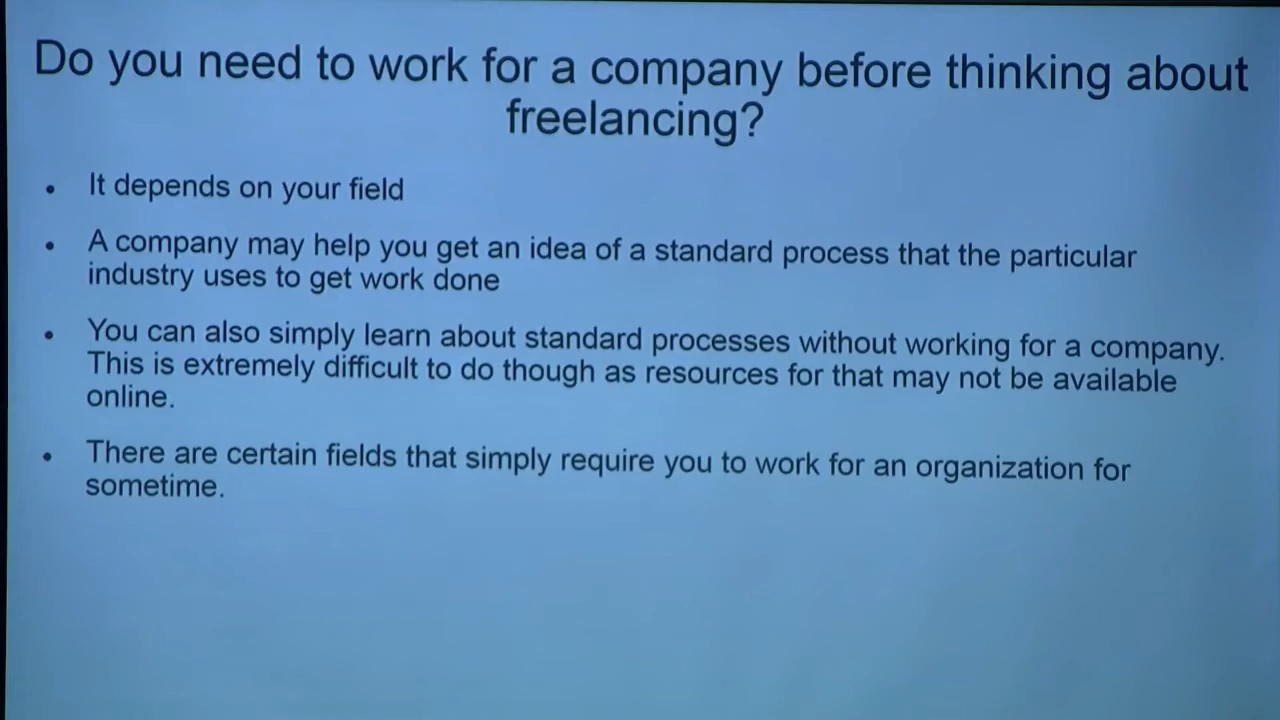 Do you need to work for a company before thinking about
freelancing?
• It depends on your field
• A company may help you get an idea of a standard process that the particular
industry uses to get work done
• You can also simply learn about standard processes without working for a company.
This is extremely difficult to do though as resources for that may not be available
online.
• There are certain fields that simply require you to work for an organization for
sometime.